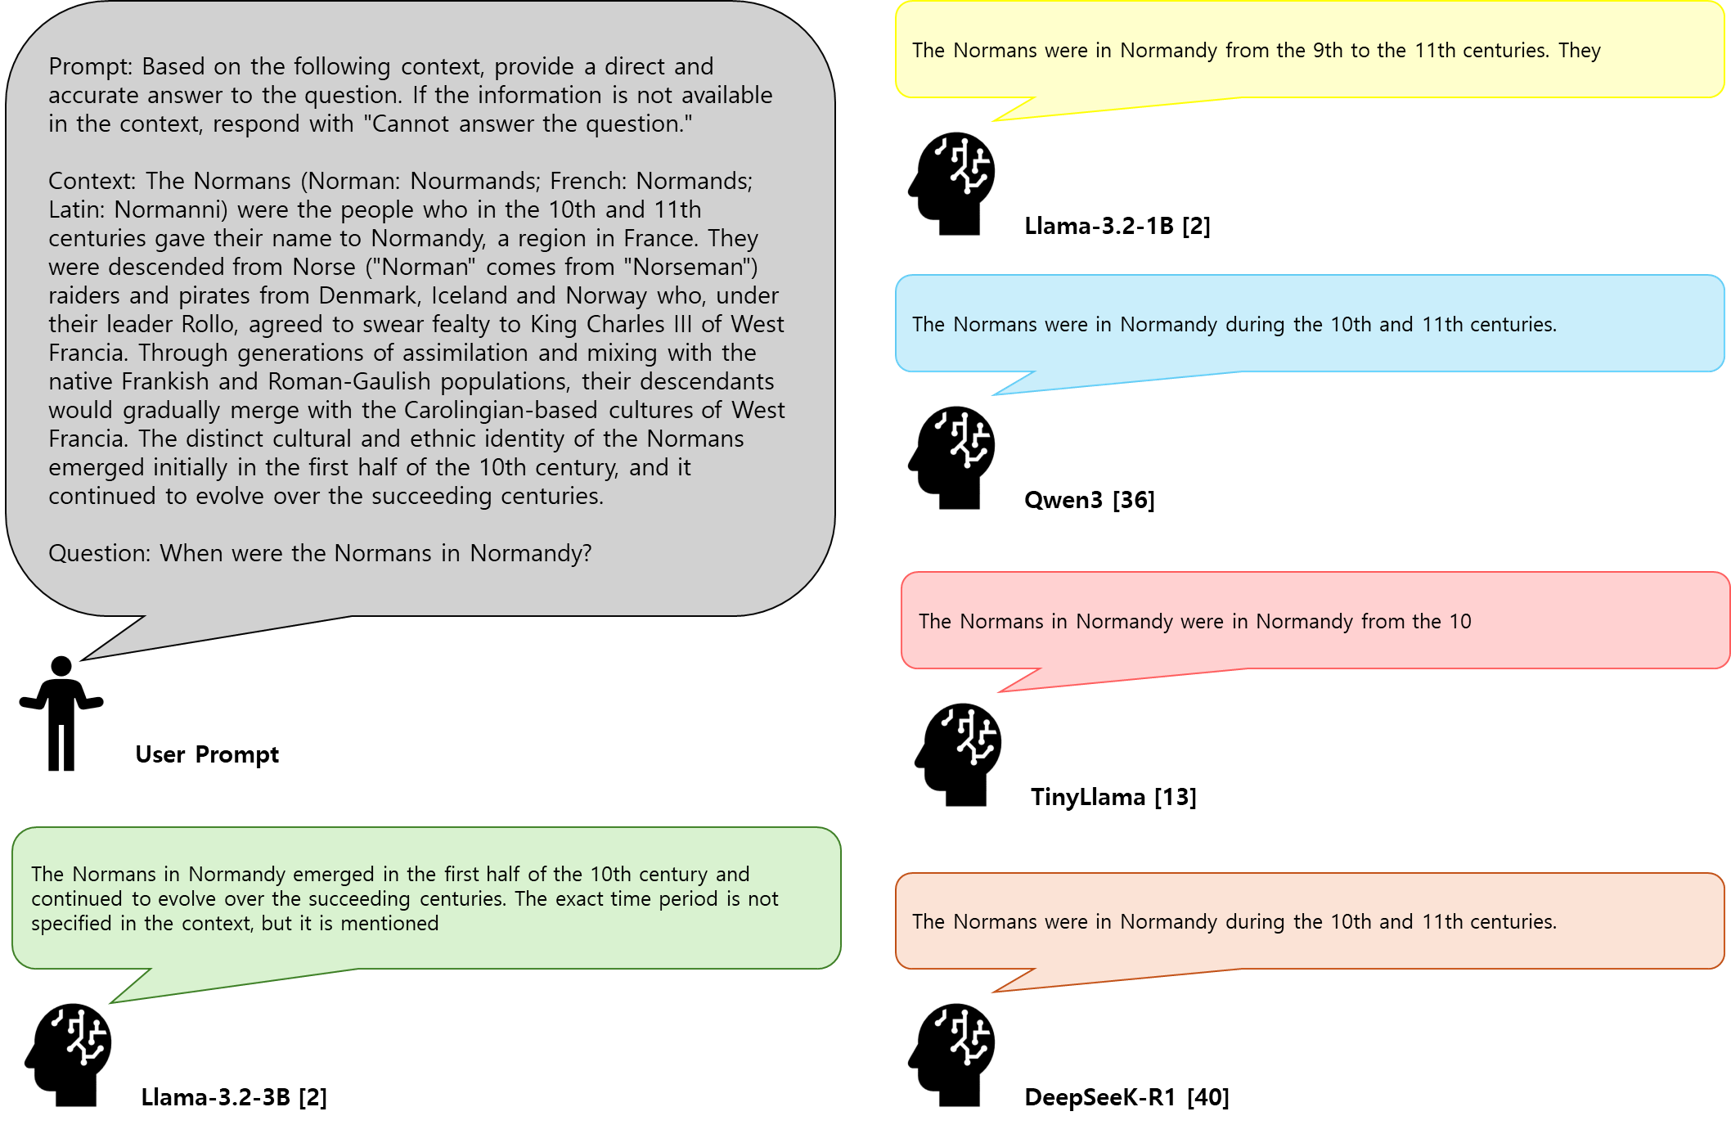 Prompt: Based on the following context, provide a direct and
accurate answer to the question. If the information is not available
in the context, respond with "Cannot answer the question."
Context: The Normans (Norman: Nourmands; French: Normands;
Latin: Normanni) were the people who in the 10th and 11th
centuries gave their name to Normandy, a region in France. They
were descended from Norse ("Norman" comes from "Norseman")
raiders and pirates from Denmark, Iceland and Norway who, under
their leader Rollo, agreed to swear fealty to King Charles III of West
Francia. Through generations of assimilation and mixing with the
native Frankish and Roman-Gaulish populations, their descendants
would gradually merge with the Carolingian-based cultures of West
Francia. The distinct cultural and ethnic identity of the Normans
emerged initially in the first half of the 10th century, and it
continued to evolve over the succeeding centuries.
Question: When were the Normans in Normandy?
User Prompt
The Normans in Normandy emerged in the first half of the 10th century and
continued to evolve over the succeeding centuries. The exact time period is not
specified in the context, but it is mentioned
Llama-3.2-3B [2]
The Normans were in Normandy from the 9th to the 11th centuries. They
Llama-3.2-1B [2]
The Normans were in Normandy during the 10th and 11th centuries.
Qwen3 [36]
The Normans in Normandy were in Normandy from the 10
TinyLlama [13]
The Normans were in Normandy during the 10th and 11th centuries.
DeepSeeK-R1 [40]